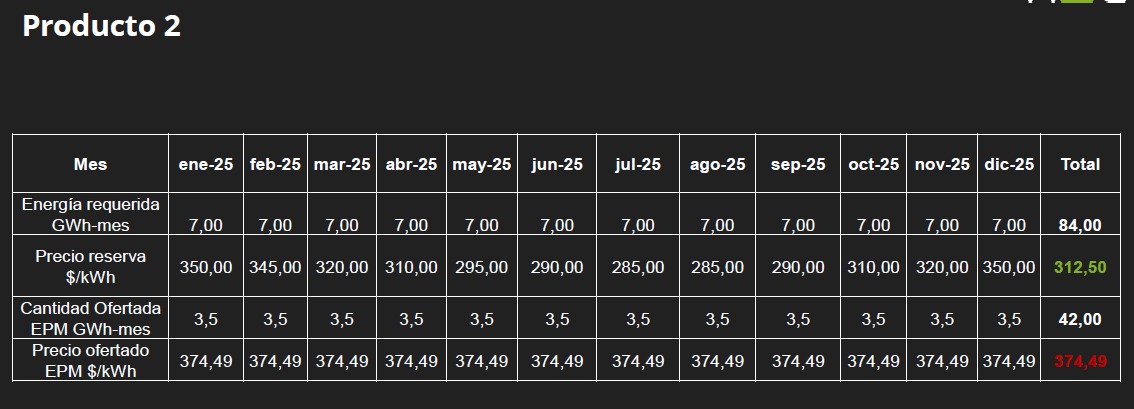 Producto 2
Mes ene-25 feb-25 mar-25 abr-25 may-25 jun-25 jul-25 ago-25 sep-25 oct-25 nov-25 dic-25 Total
Energía requerida
GWh-mes 7,00 7,00 7,00 7,00 7,00 7,00 7,00 7,00 7,00 7,00 7,00 7,00 84,00
Precio reserva
$/kWh 350,00 345,00 320,00 310,00 295,00 290,00 285,00 285,00 290,00 310,00 320,00 350,00 312,50
Cantidad Ofertada
EPM GWh-mes 3,5 3,5 3,5 3,5 3,5 3,5 3,5 3,5 3,5 3,5 3,5 3,5 42,00
Precio ofertado
EPM $/kWh 374,49 374,49 374,49 374,49 374,49 374,49 374,49 374,49 374,49 374,49 374,49 374,49 374,49